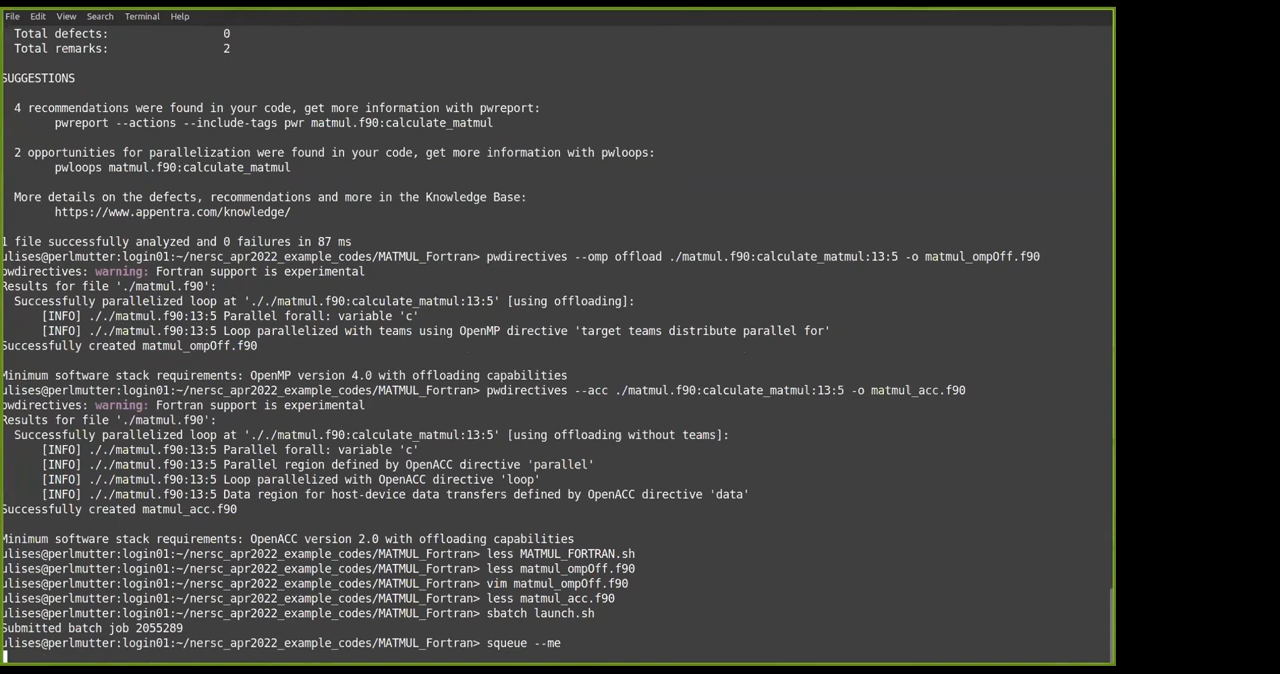 File Edit View Search Terminal Help
Total defects: 0
Total remarks: 2
SUGGESTIONS
4 recommendations were found in your code, get more information with pwreport:
pwreport --actions --include-tags pwr matmul.f90:calculate_matmul
2 opportunities for parallelization were found in your code, get more information with pwloops:
pwloops matmul.f90:calculate_matmul
More details on the defects, recommendations and more in the Knowledge Base:
https://www.appentra.com/knowledge/
1 file successfully analyzed and 0 failures in 87 ms
ulises@perlmutter:login01:~/nersc_apr2022_example_codes/MATMUL_Fortran> pwdirectives --omp offload ./matmul.f90:calculate_matmul:13:5 -o matmul_ompOff.f90
pwdirectives: warning: Fortran support is experimental
Results for file './matmul.f90':
Successfully parallelized loop at '././matmul.f90:calculate_matmul:13:5' [using offloading]:
[INFO] ././matmul.f90:13:5 Parallel forall: variable 'c'
[INFO] ././matmul.f90:13:5 Loop parallelized with teams using OpenMP directive 'target teams distribute parallel for'
Successfully created matmul_ompOff.f90
Minimum software stack requirements: OpenMP version 4.0 with offloading capabilities
ulises@perlmutter:login01:~/nersc_apr2022_example_codes/MATMUL_Fortran> pwdirectives --acc ./matmul.f90:calculate_matmul:13:5 -o matmul_acc.f90
pwdirectives: warning: Fortran support is experimental
Results for file './matmul.f90':
Successfully parallelized loop at '././matmul.f90:calculate_matmul:13:5' [using offloading without teams]:
[INFO] ././matmul.f90:13:5 Parallel forall: variable 'c'
[INFO] ././matmul.f90:13:5 Parallel region defined by OpenACC directive 'parallel'
[INFO] ././matmul.f90:13:5 Loop parallelized with OpenACC directive 'loop'
[INFO] ././matmul.f90:13:5 Data region for host-device data transfers defined by OpenACC directive 'data'
Successfully created matmul_acc.f90
Minimum software stack requirements: OpenACC version 2.0 with offloading capabilities
ulises@perlmutter:login01:~/nersc_apr2022_example_codes/MATMUL_Fortran> less MATMUL_FORTRAN.sh
ulises@perlmutter:login01:~/nersc_apr2022_example_codes/MATMUL_Fortran> less matmul_ompOff.f90
ulises@perlmutter:login01:~/nersc_apr2022_example_codes/MATMUL_Fortran> vim matmul_ompOff.f90
ulises@perlmutter:login01:~/nersc_apr2022_example_codes/MATMUL_Fortran> less matmul_acc.f90
ulises@perlmutter:login01:~/nersc_apr2022_example_codes/MATMUL_Fortran> sbatch launch.sh
Submitted batch job 2055289
ulises@perlmutter:login01:~/nersc_apr2022_example_codes/MATMUL_Fortran> squeue --me